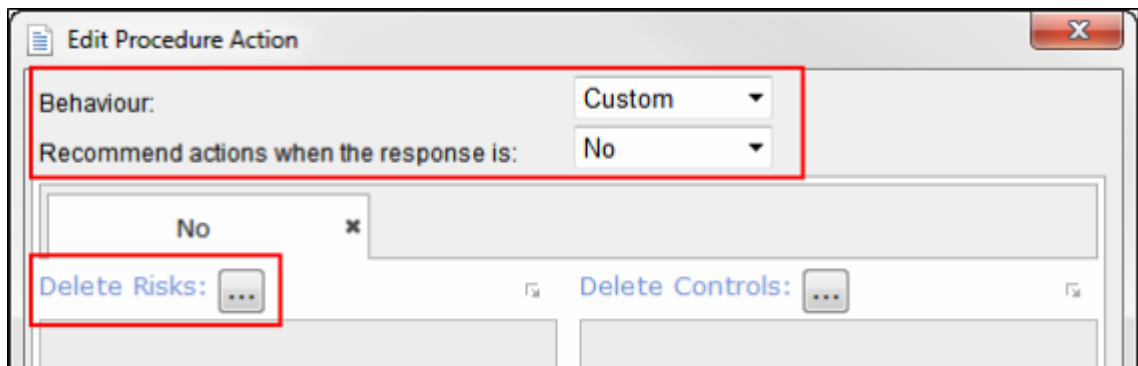 Edit Procedure Action
Behaviour: Custom
Recommend actions when the response is: No
No
Delete Risks: ... Delete Controls: ...